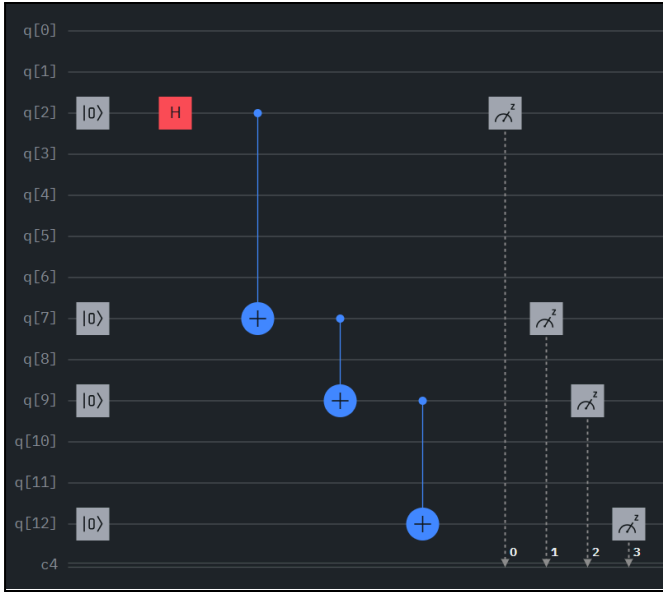 q[0]
q[1]
q[2] |0⟩ H z
q[3]
q[4]
q[5]
q[6]
q[7] |0⟩ + z
q[8]
q[9] |0⟩ + z
q[10]
q[11]
q[12] |0⟩ + z
c4 0 1 2 3